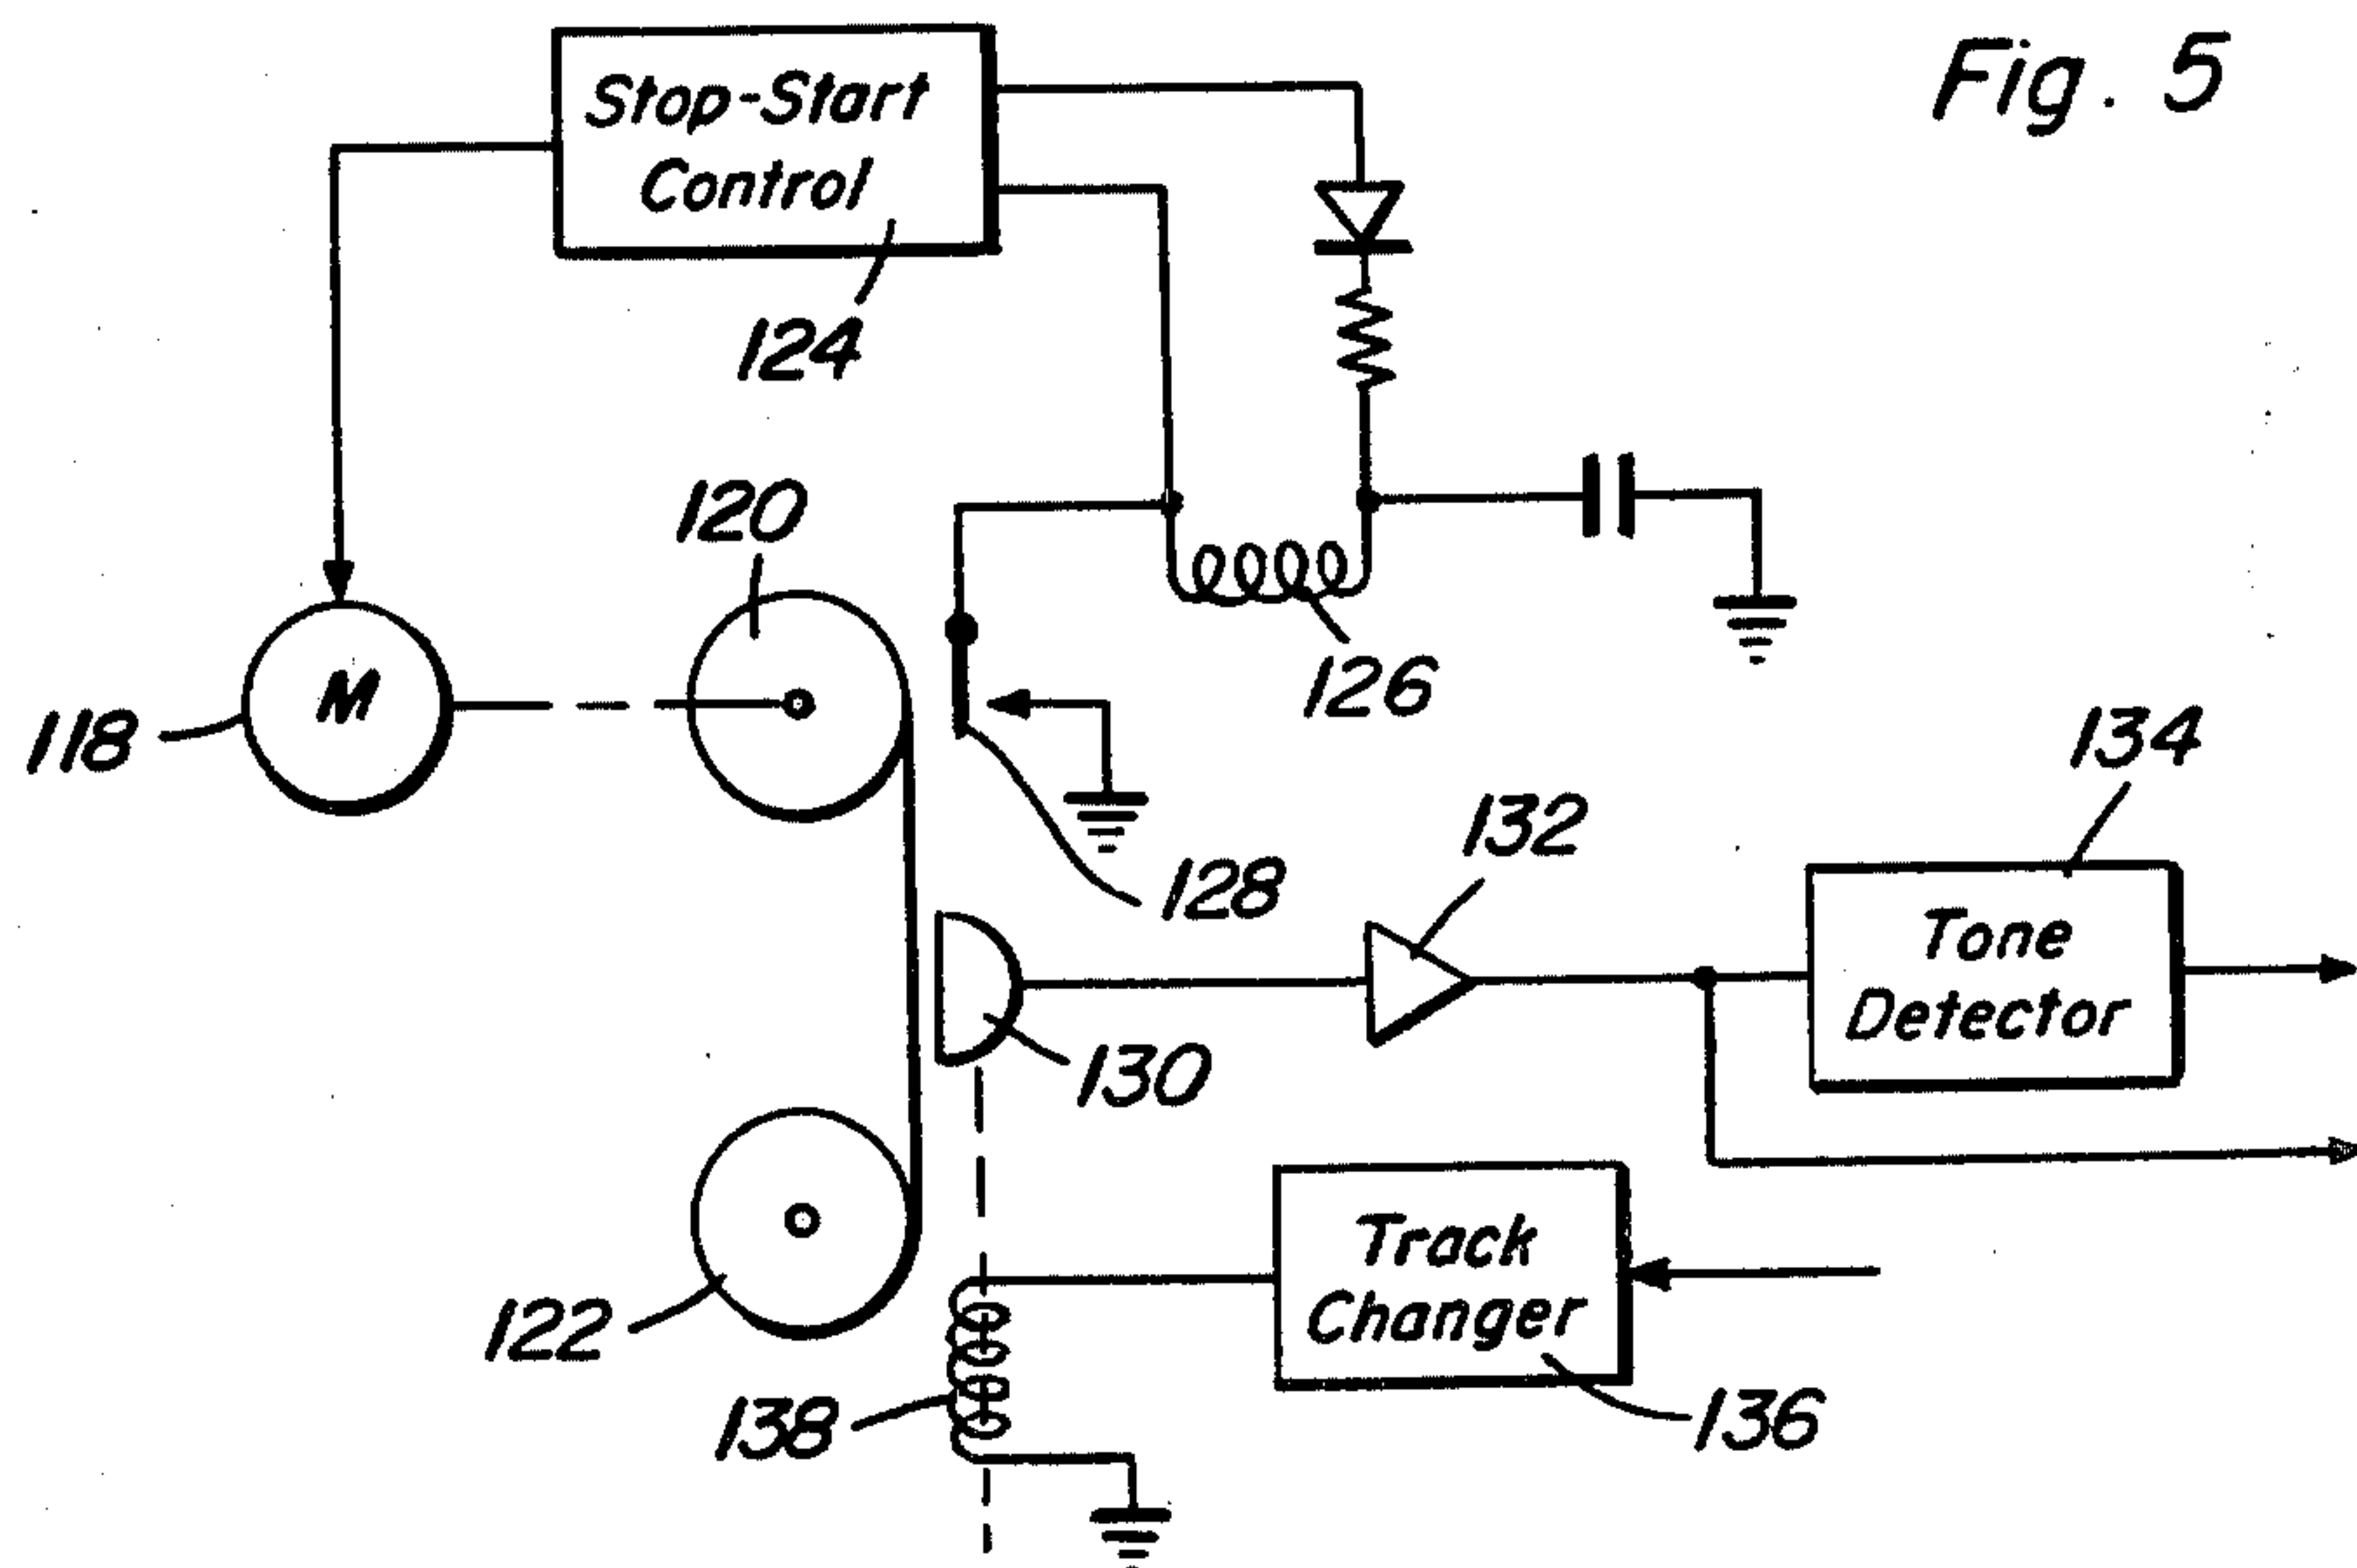 Fig. 5
Stop-Start
Control
124
120
126
M
118
134
132
128
Tone
Detector
130
Track
Changer
122
138
136